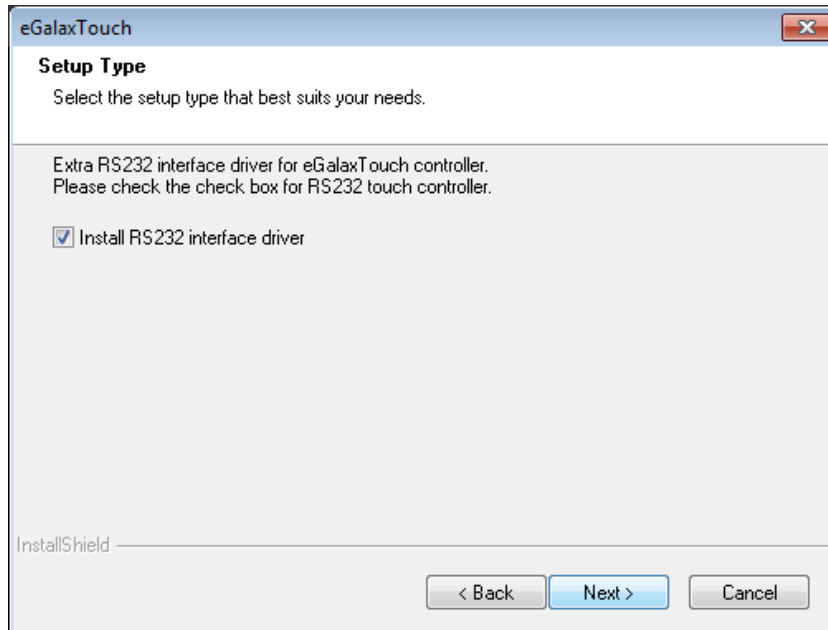 eGalaxTouch
Setup Type
Select the setup type that best suits your needs.
Extra RS232 interface driver for eGalaxTouch controller.
Please check the check box for RS232 touch controller.
Install RS232 interface driver
InstallShield
< Back Next > Cancel